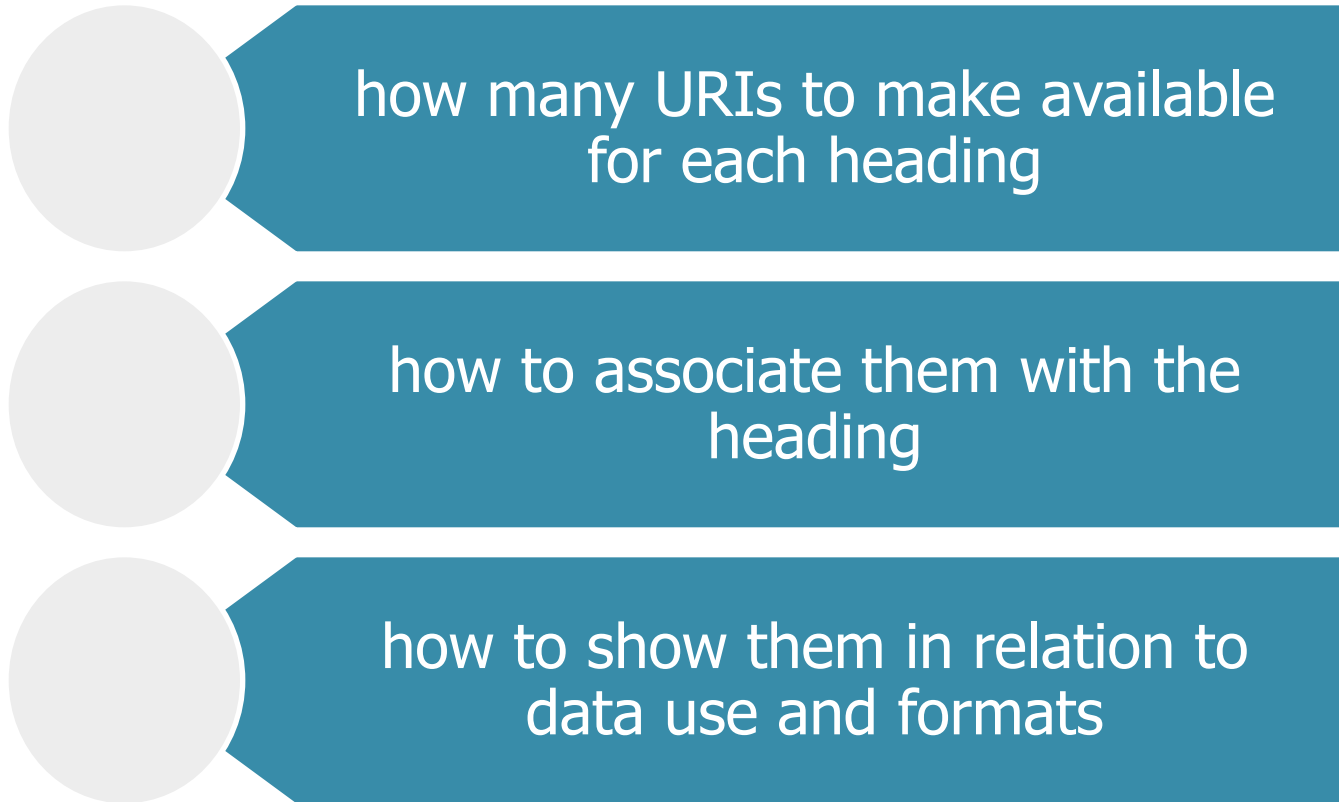 how many URIs to make available
for each heading
how to associate them with the
heading
how to show them in relation to
data use and formats